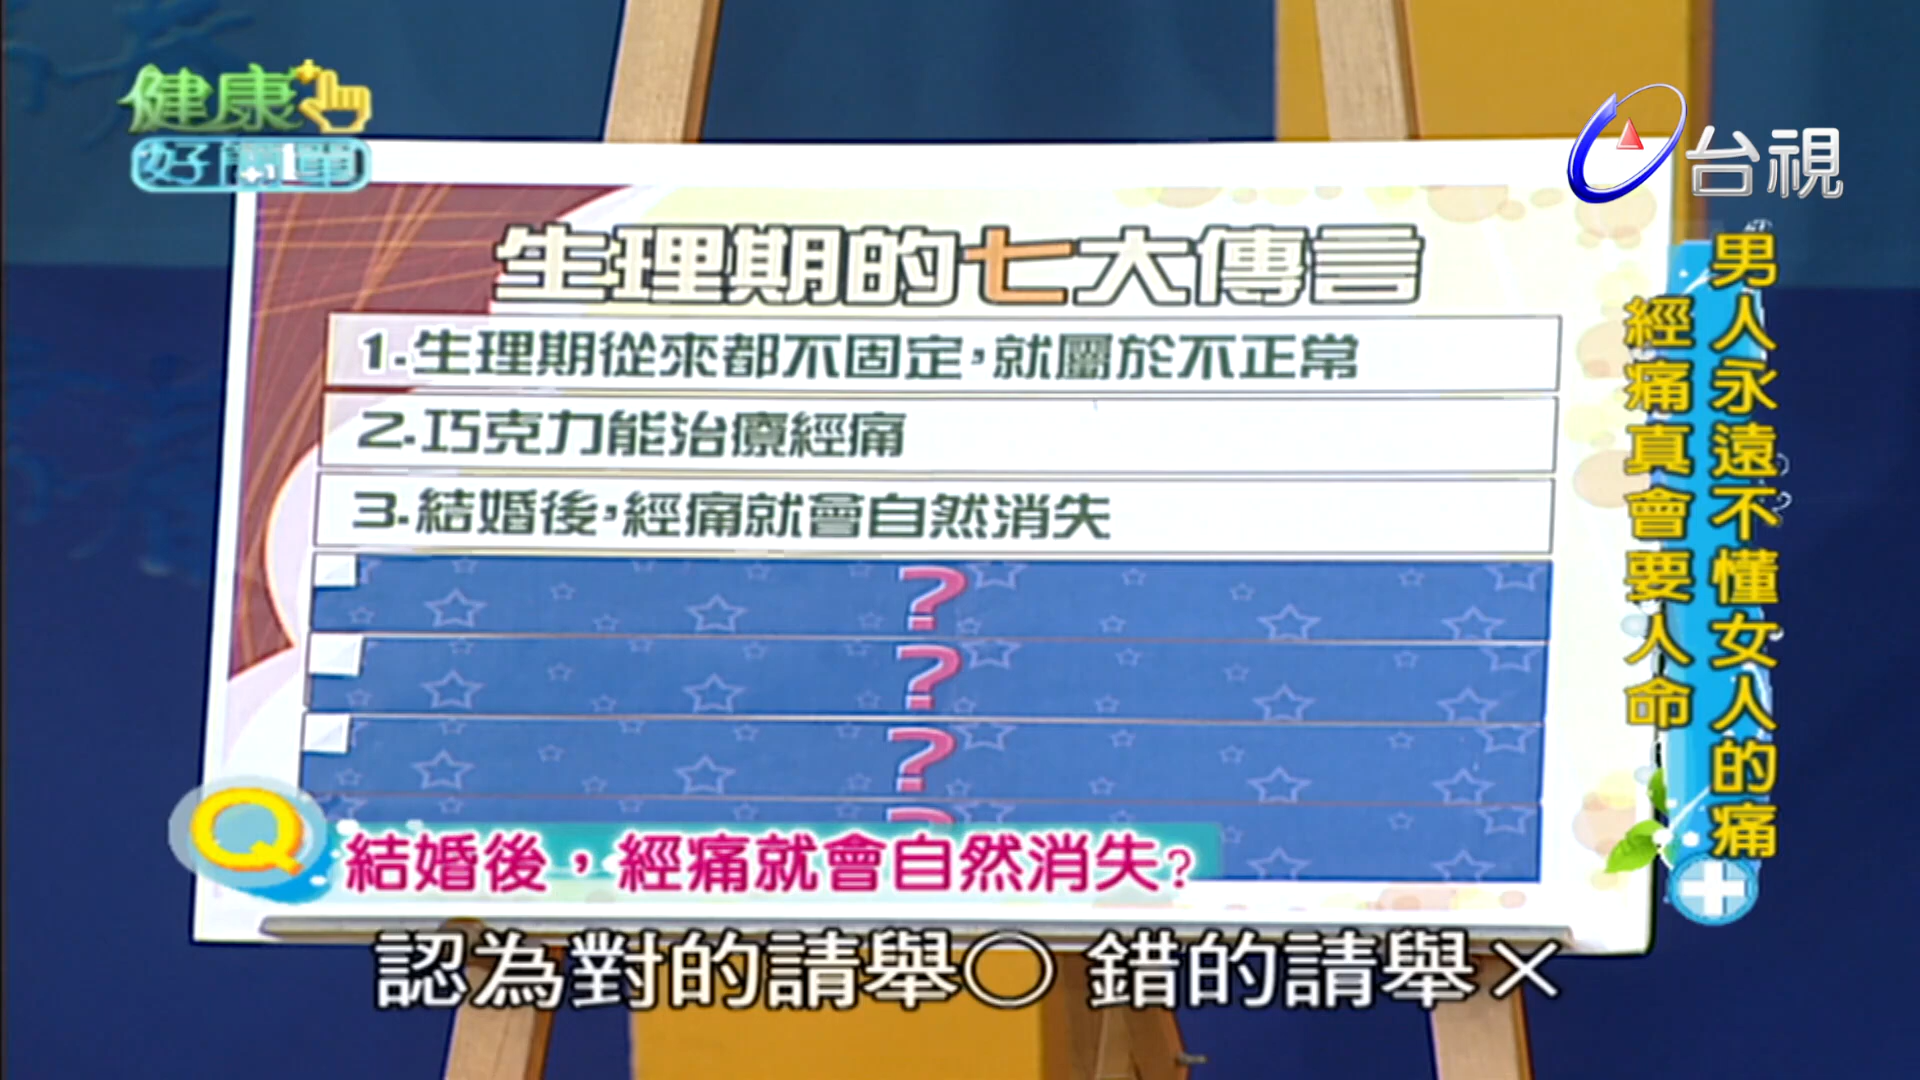 健康
好簡單
台視
生理期的七大傳言
1.生理期從來都不固定,就屬於不正常
2.巧克力能治療經痛
3.結婚後,經痛就會自然消失
?
?
?
?
男人永遠不懂女人的痛
經痛真會要人命
Q
結婚後，經痛就會自然消失?
認為對的請舉○ 錯的請舉×